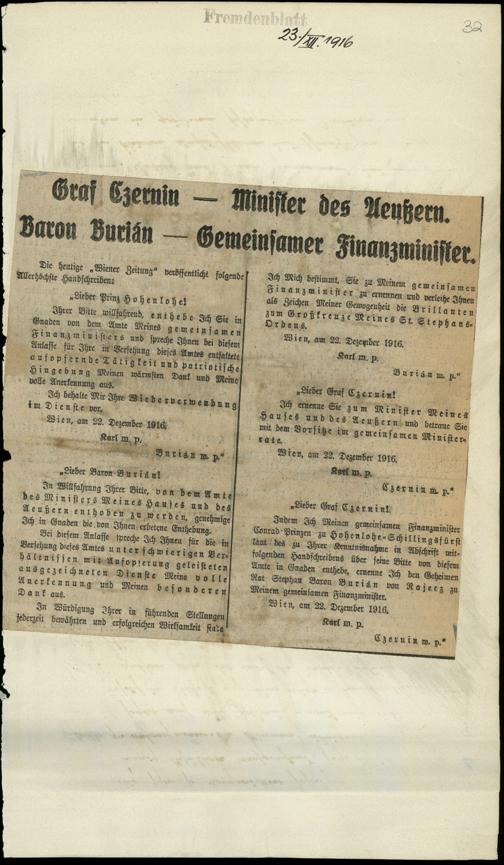 Fremdenblatt
23./XII. 1916
32
Graf Czernin — Minister des Aeußern.
Baron Burián — Gemeinsamer Finanzminister.
Die heutige „Wiener Zeitung" veröffentlicht folgende
Allerhöchste Handschreiben:
„Lieber Prinz Hohenlohe!
Ihrer Bitte willfahrend, enthebe Ich Sie in
Gnaden von dem Amte Meines gemeinsamen
Finanzministers und spreche Ihnen bei diesem
Anlasse für Ihre in Versehung dieses Amtes entfaltete
aufopfernde Tätigkeit und patriotische
Hingebung Meinen wärmsten Dank und Meine
volle Anerkennung aus.
Ich behalte Mir Ihre Wiederverwendung
im Dienste vor.
Wien, am 22. Dezember 1916.
Karl m. p.
Burián m. p."
„Lieber Baron Burián!
In Willfahrung Ihrer Bitte, von dem Amte
des Ministers Meines Hauses und des
Aeußern enthoben zu werden, genehmige
Ich in Gnaden die von Ihnen erbetene Enthebung.
Bei diesem Anlasse spreche Ich Ihnen für die in
Versehung dieses Amtes unter schwierigen Ver-
hältnissen mit Aufopferung geleisteten
ausgezeichneten Dienste Meine volle
Anerkennung und Meinen besonderen
Dank aus.
In Würdigung Ihrer in führenden Stellungen
jederzeit bewährten und erfolgreichen Wirksamkeit finde
Ich Mich bestimmt, Sie zu Meinem gemeinsamen
Finanzminister zu ernennen und verleihe Ihnen
als Zeichen Meiner Gewogenheit die Brillanten
zum Großkreuze Meines St. Stephans-
Ordens.
Wien, am 22. Dezember 1916.
Karl m. p.
Burián m. p."
„Lieber Graf Czernin!
Ich ernenne Sie zum Minister Meines
Hauses und des Aeußern und betraue Sie
mit dem Vorsitze im gemeinsamen Minister-
rate.
Wien, am 22. Dezember 1916.
Karl m. p.
Czernin m. p."
„Lieber Graf Czernin!
Indem Ich Meinen gemeinsamen Finanzminister
Conrad Prinzen zu Hohenlohe-Schillingsfürst
laut des zu Ihrer Kenntnisnahme in Abschrift mit-
folgenden Handschreibens über seine Bitte von diesem
Amte in Gnaden enthebe, ernenne Ich den Geheimen
Rat Stephan Baron Burián von Rajecz zu
Meinem gemeinsamen Finanzminister.
Wien, am 22. Dezember 1916.
Karl m. p.
Czernin m. p."